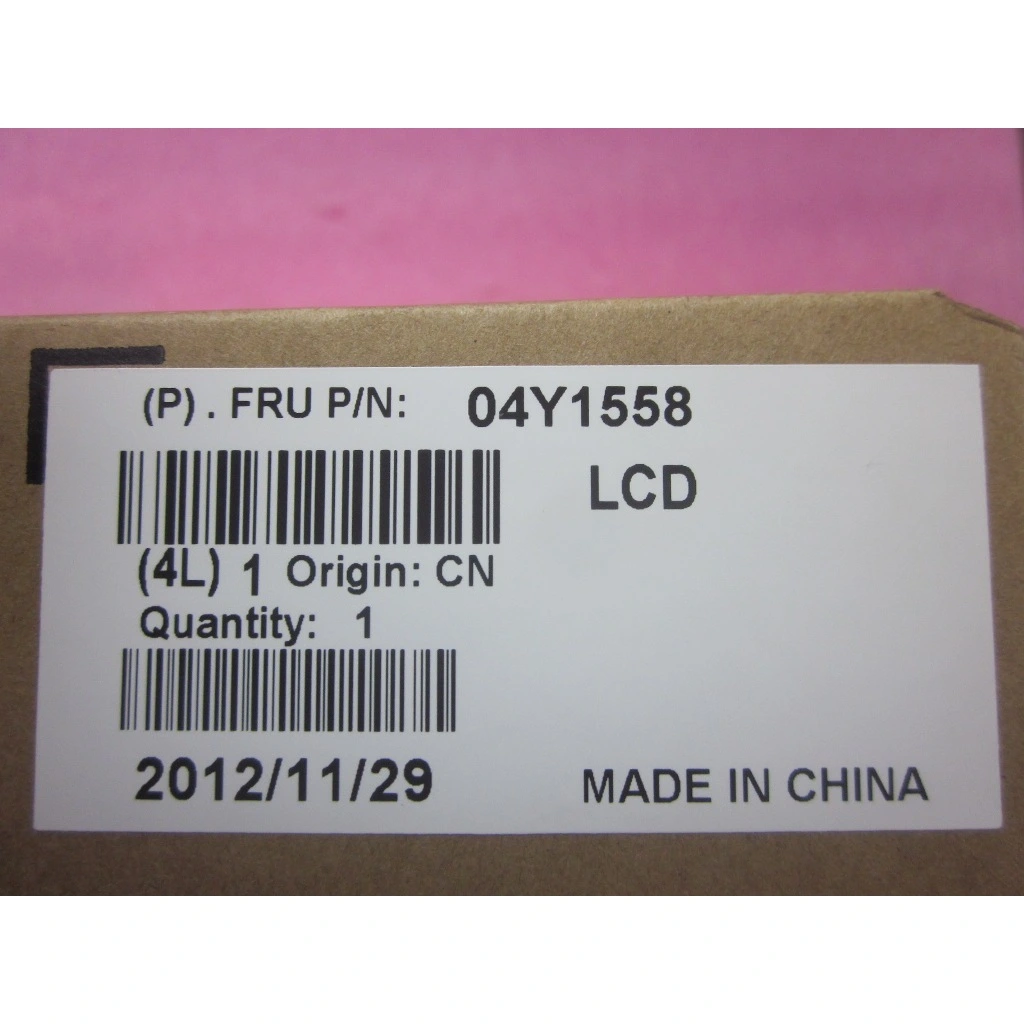 (P) . FRU P/N: 04Y1558
LCD
(4L) 1 Origin: CN
Quantity: 1
2012/11/29
MADE IN CHINA